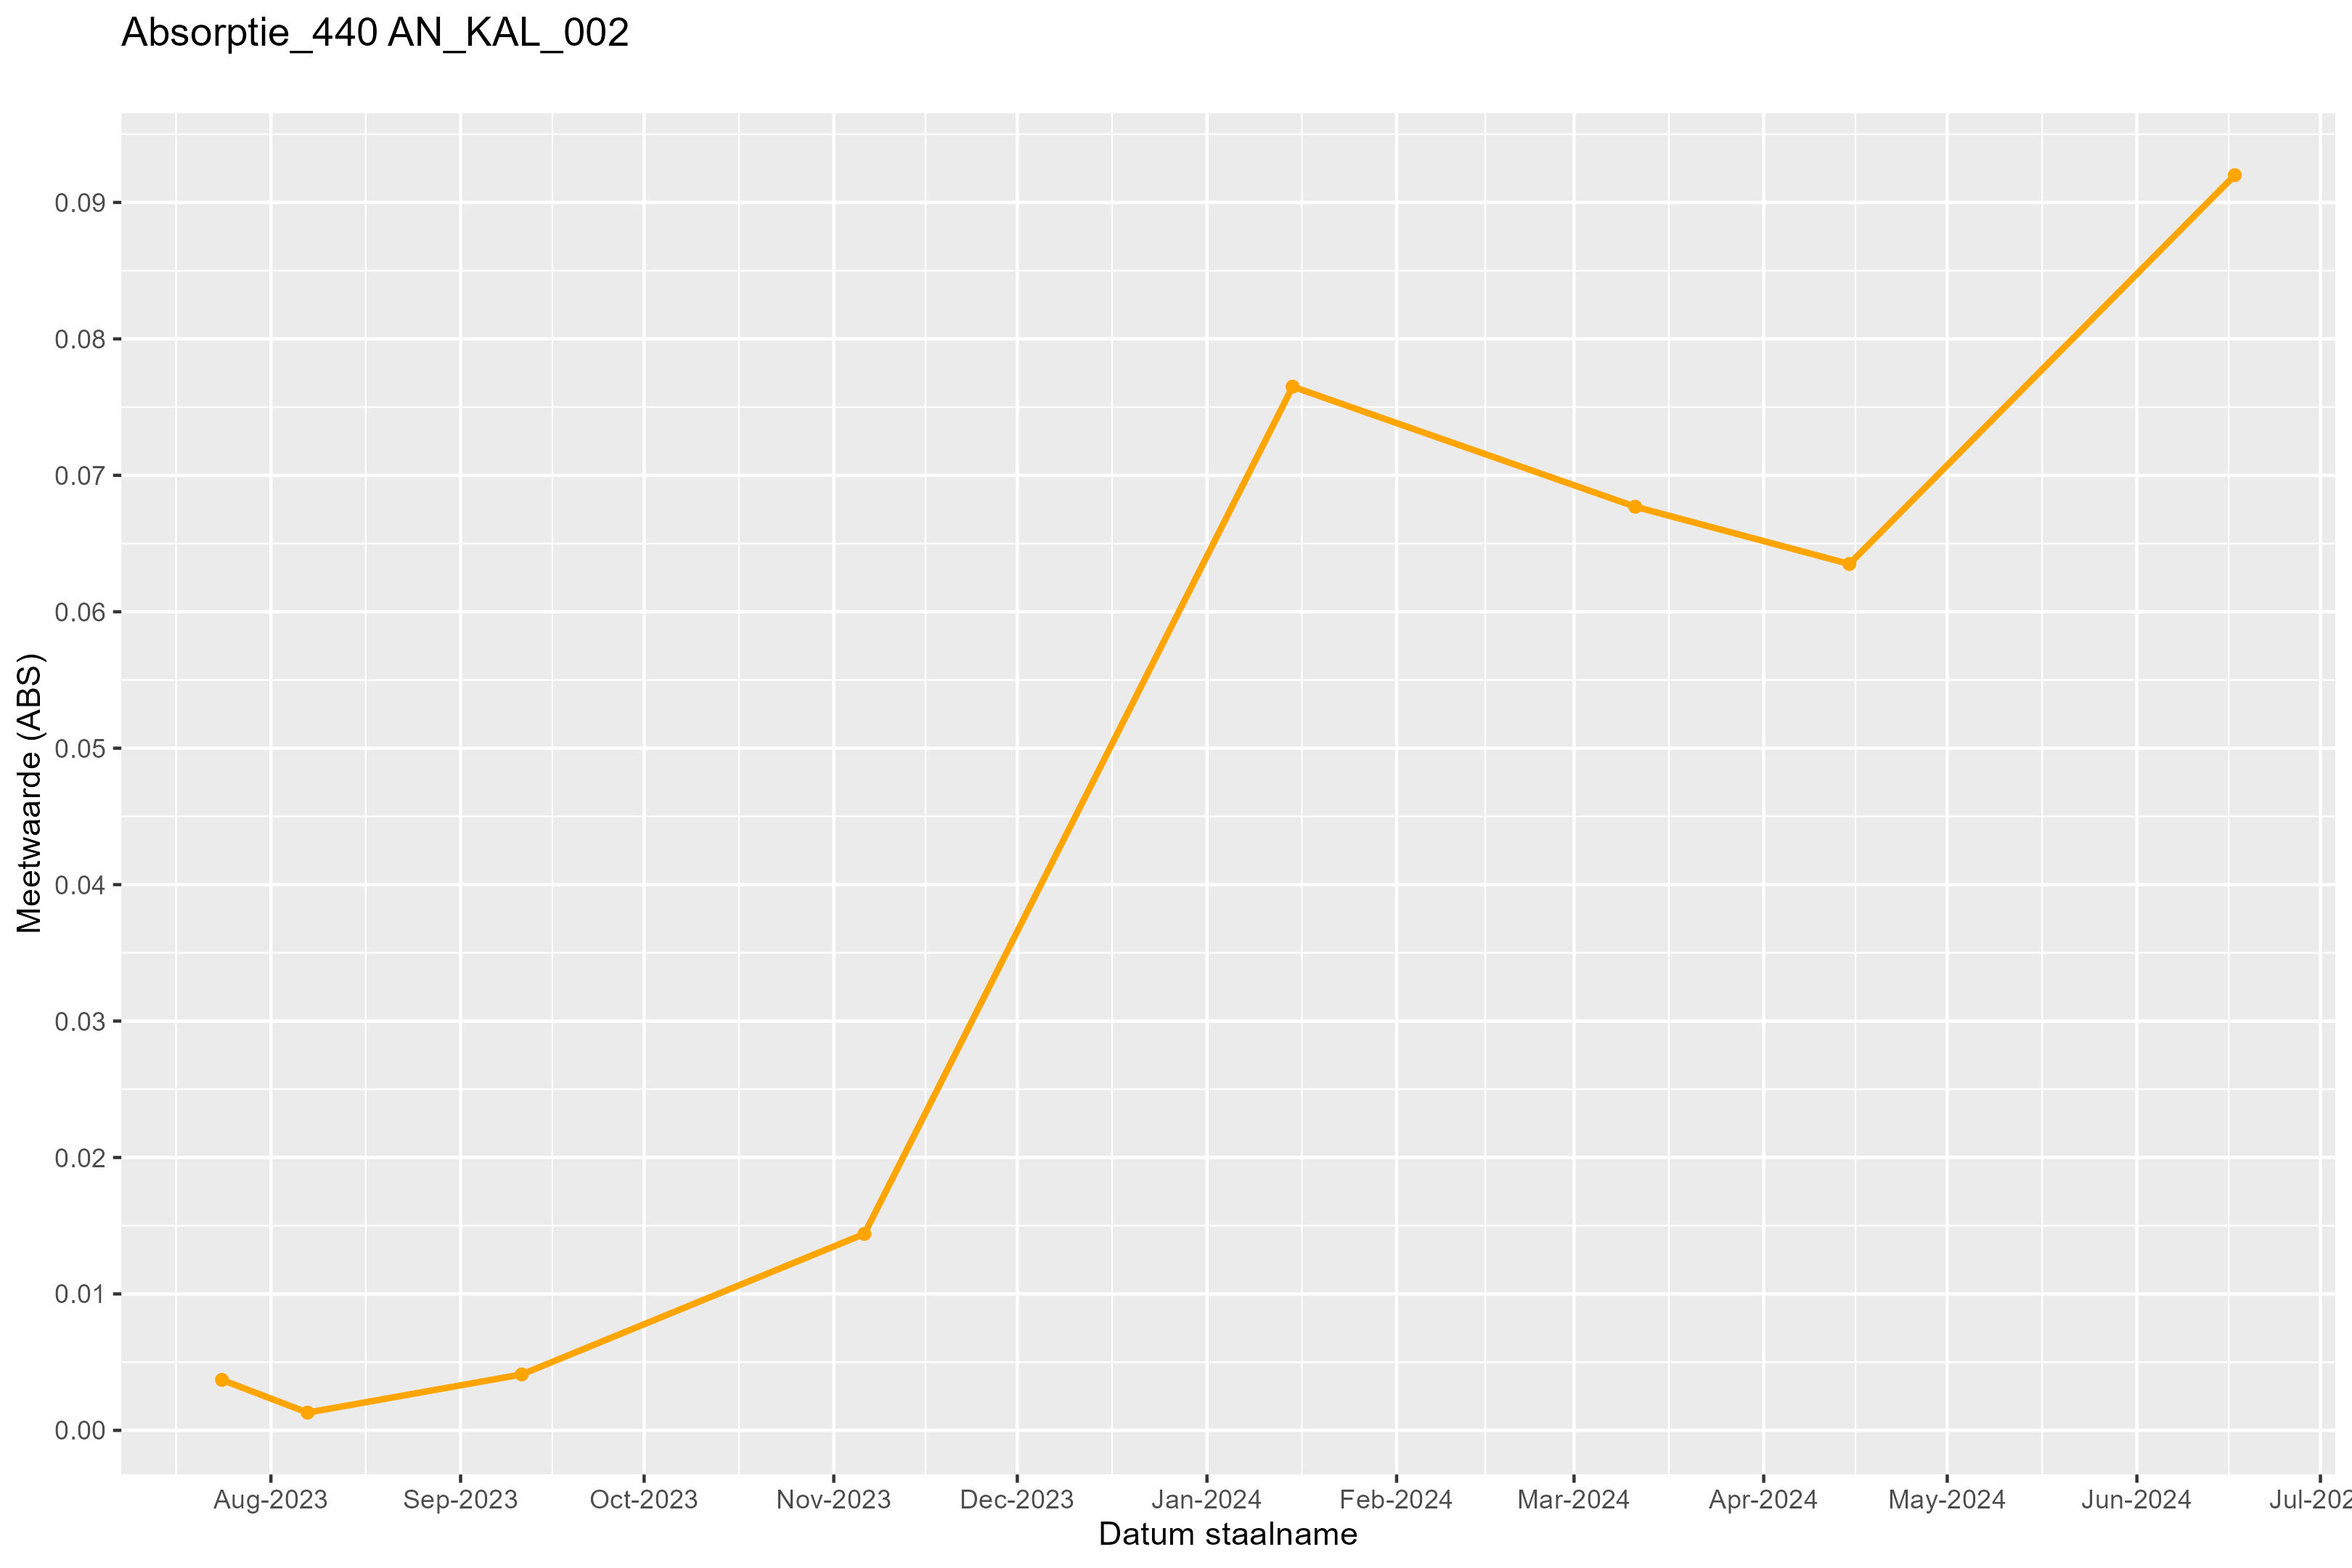 Absorptie_440 AN_KAL_002
Meetwaarde (ABS)
0.09
0.08
0.07
0.06
0.05
0.04
0.03
0.02
0.01
0.00
Aug-2023 Sep-2023 Oct-2023 Nov-2023 Dec-2023 Jan-2024 Feb-2024 Mar-2024 Apr-2024 May-2024 Jun-2024 Jul-202
Datum staalname